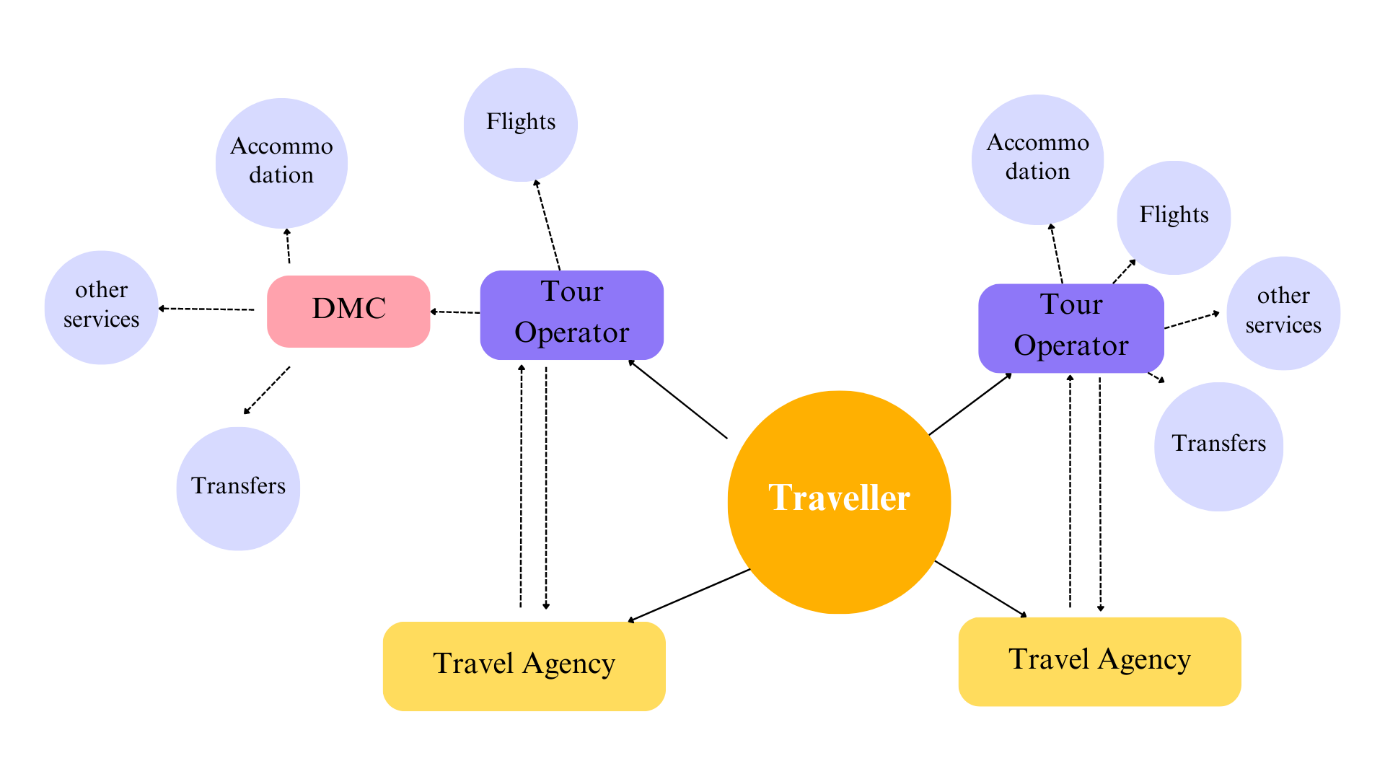 Flights
Accommo
dation
Accommo
dation
Flights
other
services
DMC
Tour
Operator
Tour
Operator
other
services
Transfers
Transfers
Traveller
Travel Agency
Travel Agency